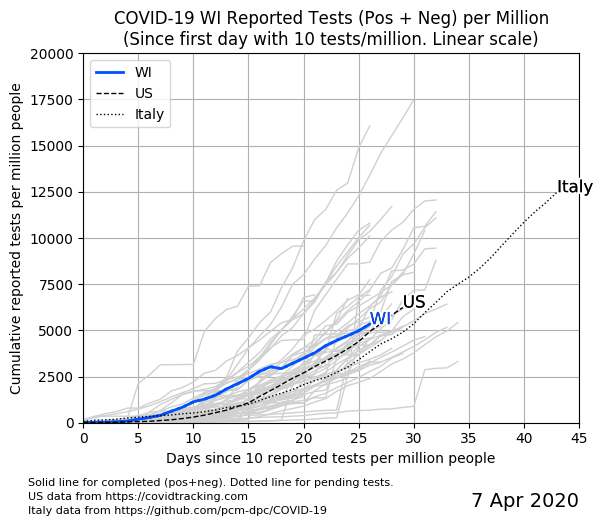 COVID-19 WI Reported Tests (Pos + Neg) per Million
(Since first day with 10 tests/million. Linear scale)
Cumulative reported tests per million people
20000
17500
15000
12500
10000
7500
5000
2500
0
WI
US
Italy
Italy
US
WI
0 5 10 15 20 25 30 35 40 45
Days since 10 reported tests per million people
Solid line for completed (pos+neg). Dotted line for pending tests.
US data from https://covidtracking.com
Italy data from https://github.com/pcm-dpc/COVID-19
7 Apr 2020